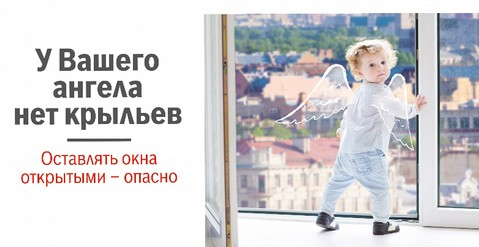 У Вашего
ангела
нет крыльев
Оставлять окна
открытыми – опасно